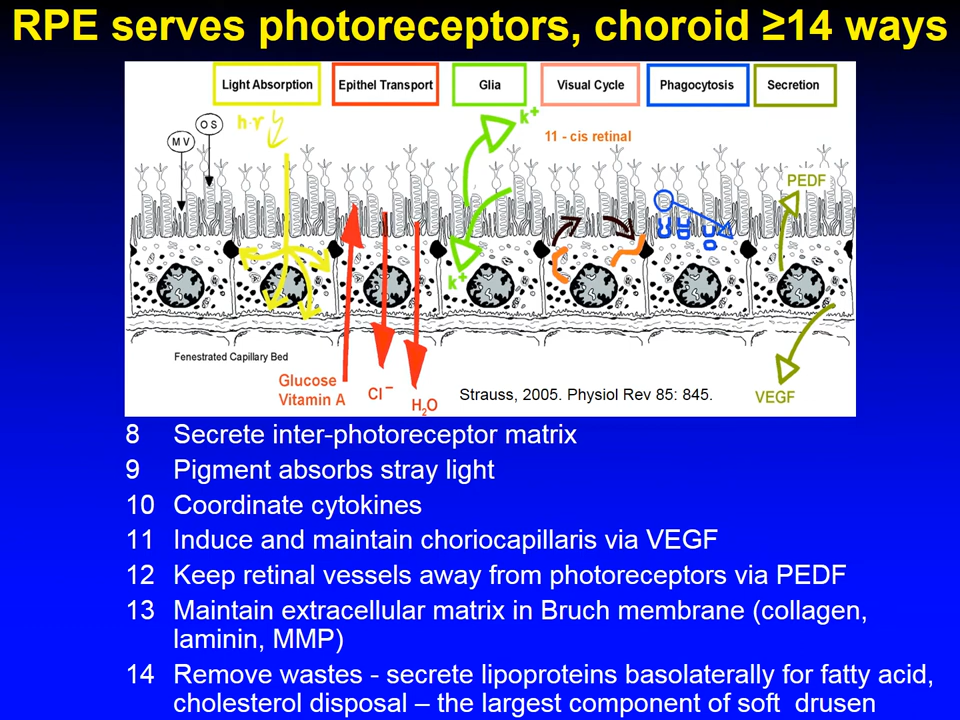 RPE serves photoreceptors, choroid ≥14 ways
Light Absorption
Epithel Transport
Glia
Visual Cycle
Phagocytosis
Secretion
h·ν
O S
M V
K+
11 - cis retinal
PEDF
K+
Fenestrated Capillary Bed
Glucose
Vitamin A
Cl⁻
H₂O
Strauss, 2005. Physiol Rev 85: 845.
VEGF
8 Secrete inter-photoreceptor matrix
9 Pigment absorbs stray light
10 Coordinate cytokines
11 Induce and maintain choriocapillaris via VEGF
12 Keep retinal vessels away from photoreceptors via PEDF
13 Maintain extracellular matrix in Bruch membrane (collagen,
laminin, MMP)
14 Remove wastes - secrete lipoproteins basolaterally for fatty acid,
cholesterol disposal – the largest component of soft drusen